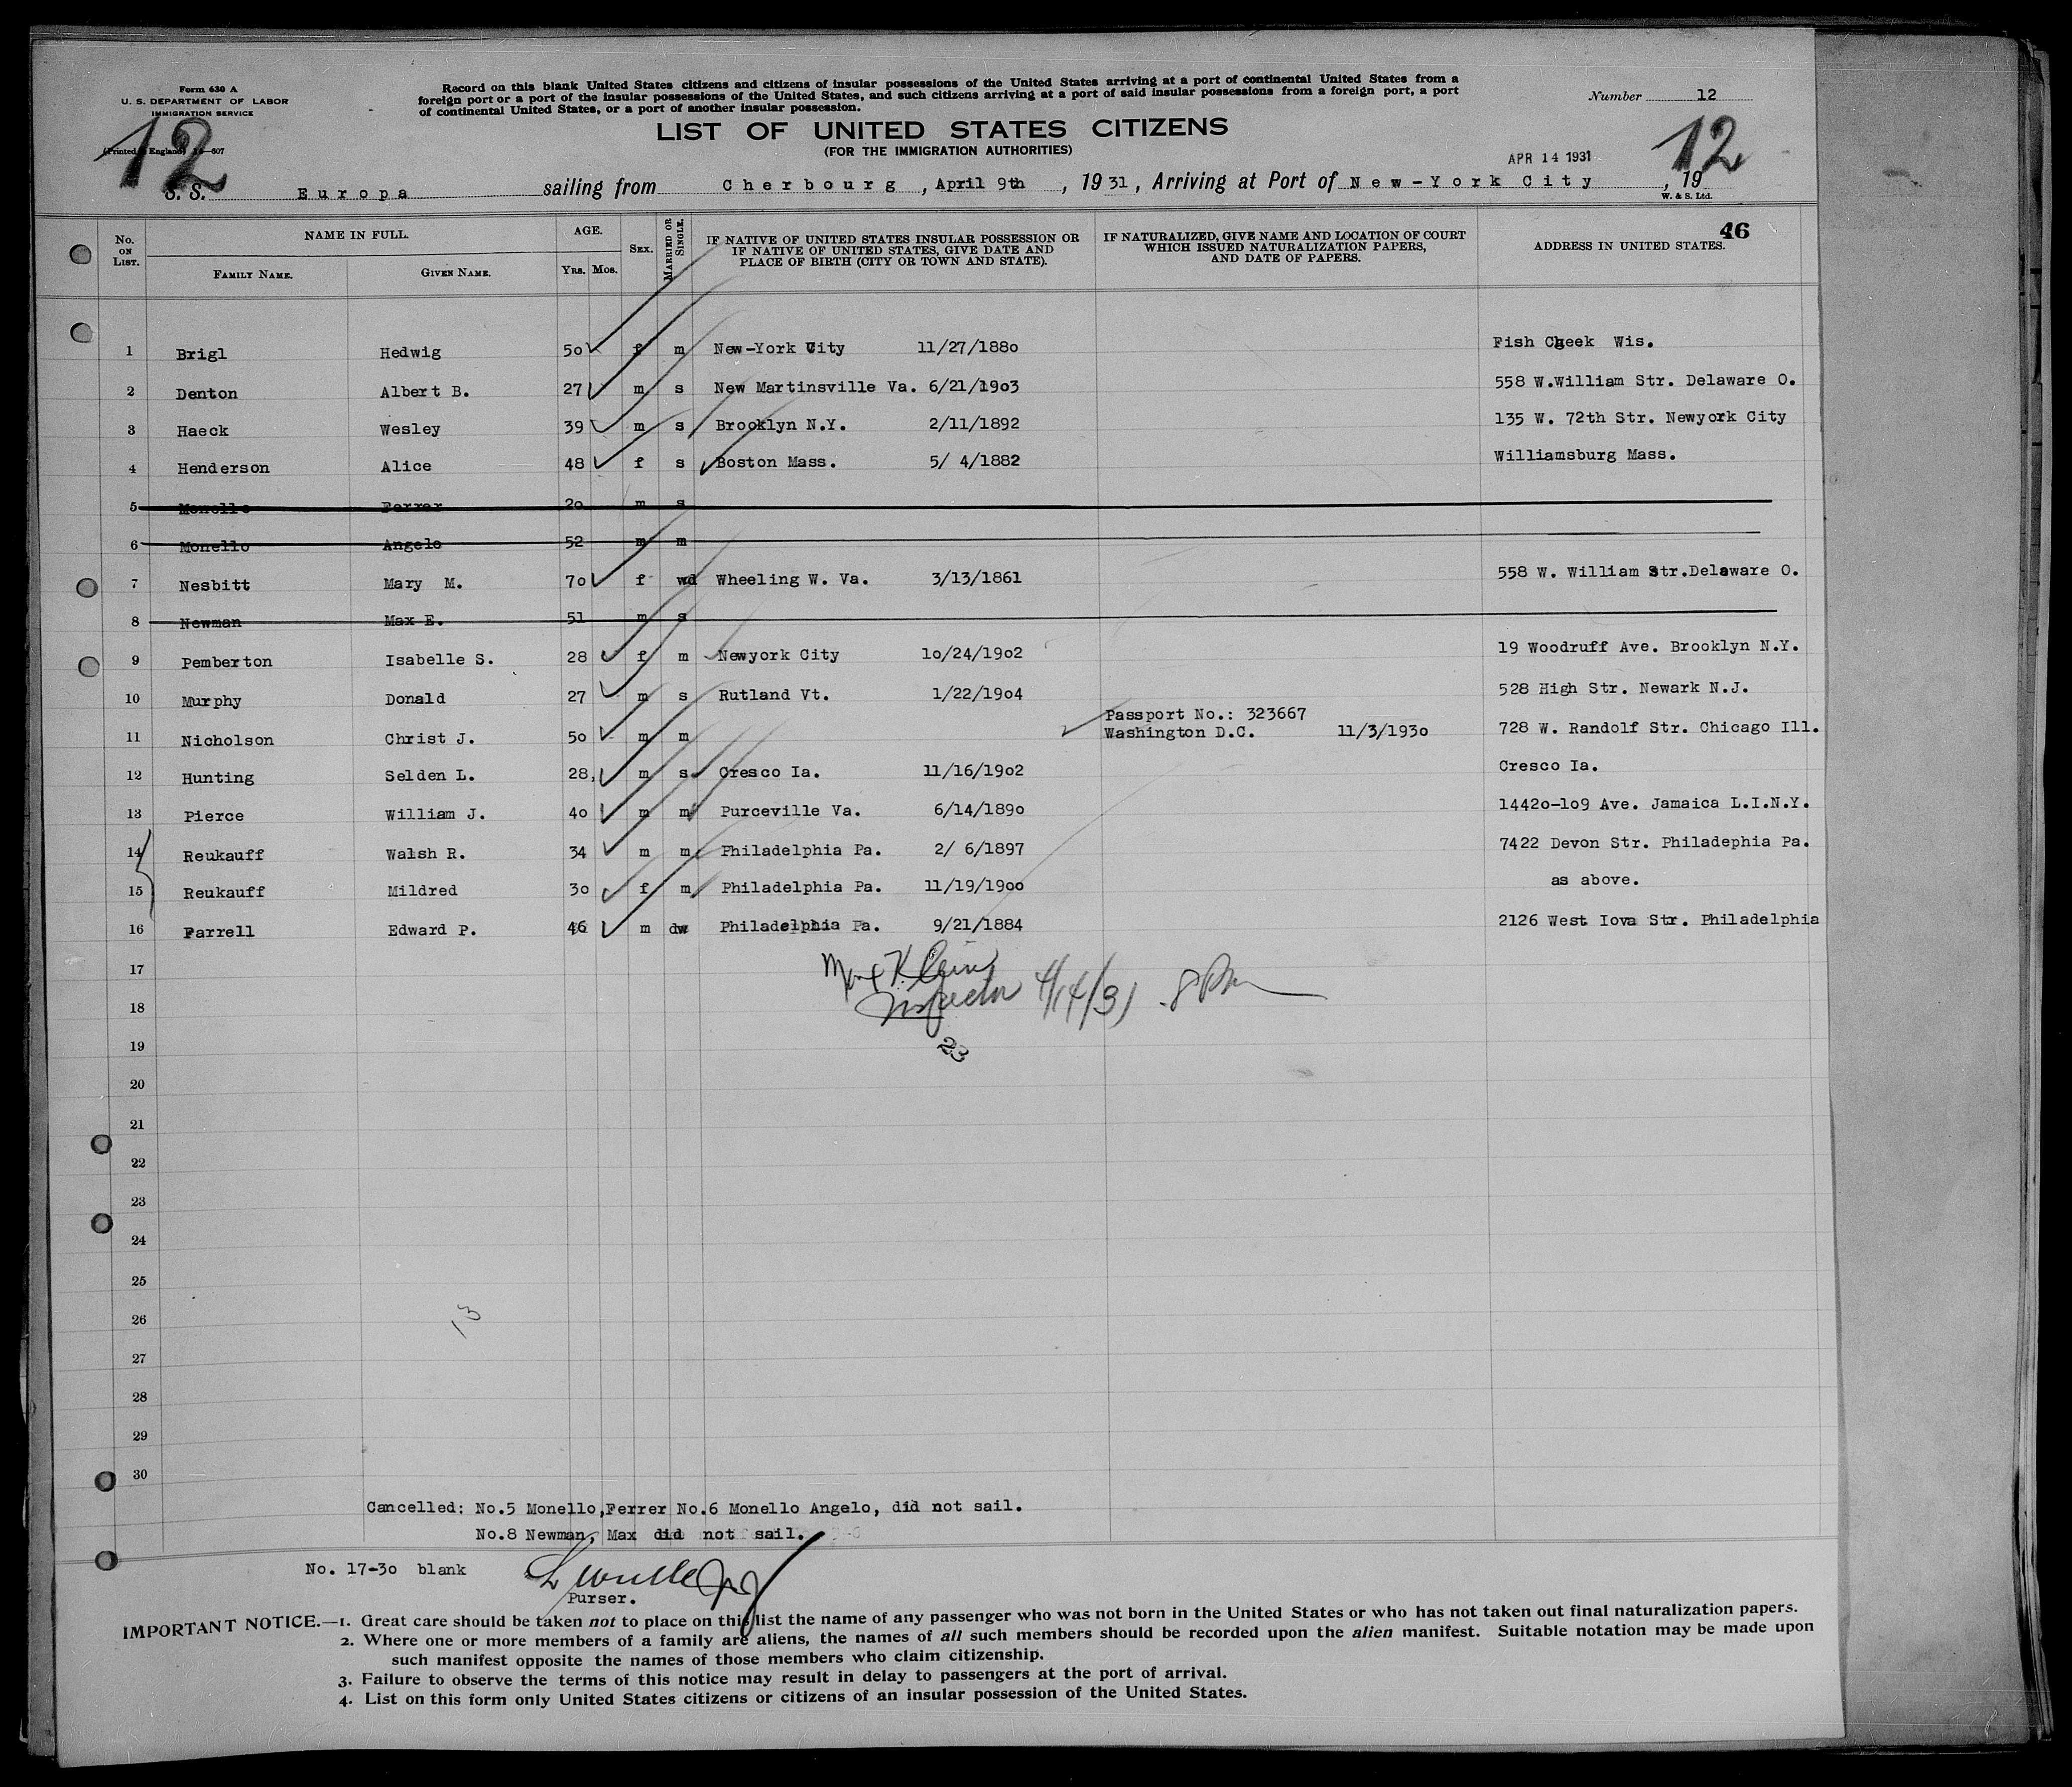 Form 630 A
U. S. DEPARTMENT OF LABOR
IMMIGRATION SERVICE
(Printed in England) 14—607
12
Record on this blank United States citizens and citizens of insular possessions of the United States arriving at a port of continental United States from a
foreign port or a port of the insular possessions of the United States, and such citizens arriving at a port of said insular possessions from a foreign port, a port
of continental United States, or a port of another insular possession.
Number 12
12
LIST OF UNITED STATES CITIZENS
(FOR THE IMMIGRATION AUTHORITIES)
APR 14 1931
S. S. Europa sailing from Cherbourg, April 9th, 1931, Arriving at Port of New-York City, 19
W. & S. Ltd.
46
No. ON LIST. NAME IN FULL. FAMILY NAME. GIVEN NAME. AGE. YRS. MOS. SEX. MARRIED OR SINGLE. IF NATIVE OF UNITED STATES INSULAR POSSESSION OR IF NATIVE OF UNITED STATES, GIVE DATE AND PLACE OF BIRTH (CITY OR TOWN AND STATE). IF NATURALIZED, GIVE NAME AND LOCATION OF COURT WHICH ISSUED NATURALIZATION PAPERS, AND DATE OF PAPERS. ADDRESS IN UNITED STATES.
1 Brigl Hedwig 50 f m New-York City 11/27/1880 Fish Creek Wis.
2 Denton Albert B. 27 m s New Martinsville Va. 6/21/1903 558 W.William Str. Delaware O.
3 Haeck Wesley 39 m s Brooklyn N.Y. 2/11/1892 135 W. 72th Str. Newyork City
4 Henderson Alice 48 f s Boston Mass. 5/ 4/1882 Williamsburg Mass.
5 Monello Ferrer 20 m s
6 Monello Angelo 52 m m
7 Nesbitt Mary M. 70 f wd Wheeling W. Va. 3/13/1861 558 W. William Str.Delaware O.
8 Newman Max E. 51 m s
9 Pemberton Isabelle S. 28 f m Newyork City 10/24/1902 19 Woodruff Ave. Brooklyn N.Y.
10 Murphy Donald 27 m s Rutland Vt. 1/22/1904 528 High Str. Newark N.J.
11 Nicholson Christ J. 50 m m Passport No.: 323667 Washington D.C. 11/3/1930 728 W. Randolf Str. Chicago Ill.
12 Hunting Selden L. 28, m s Cresco Ia. 11/16/1902 Cresco Ia.
13 Pierce William J. 40 m m Purceville Va. 6/14/1890 14420-109 Ave. Jamaica L.I.N.Y.
14 Reukauff Walsh R. 34 m m Philadelphia Pa. 2/ 6/1897 7422 Devon Str. Philadephia Pa.
15 Reukauff Mildred 30 f m Philadelphia Pa. 11/19/1900 as above.
16 Farrell Edward P. 46 m dw Philadelphia Pa. 9/21/1884 2126 West Iova Str. Philadelphia
17
Max Klein
Inspector 4/14/31 8 PM
18
19
23
20
21
22
23
24
25
26
13
27
28
29
30
Cancelled: No.5 Monello,Ferrer No.6 Monello Angelo, did not sail.
No.8 Newman, Max did not sail.
No. 17-30 blank
Purser.
IMPORTANT NOTICE.—1. Great care should be taken not to place on this list the name of any passenger who was not born in the United States or who has not taken out final naturalization papers.
2. Where one or more members of a family are aliens, the names of all such members should be recorded upon the alien manifest. Suitable notation may be made upon
such manifest opposite the names of those members who claim citizenship.
3. Failure to observe the terms of this notice may result in delay to passengers at the port of arrival.
4. List on this form only United States citizens or citizens of an insular possession of the United States.